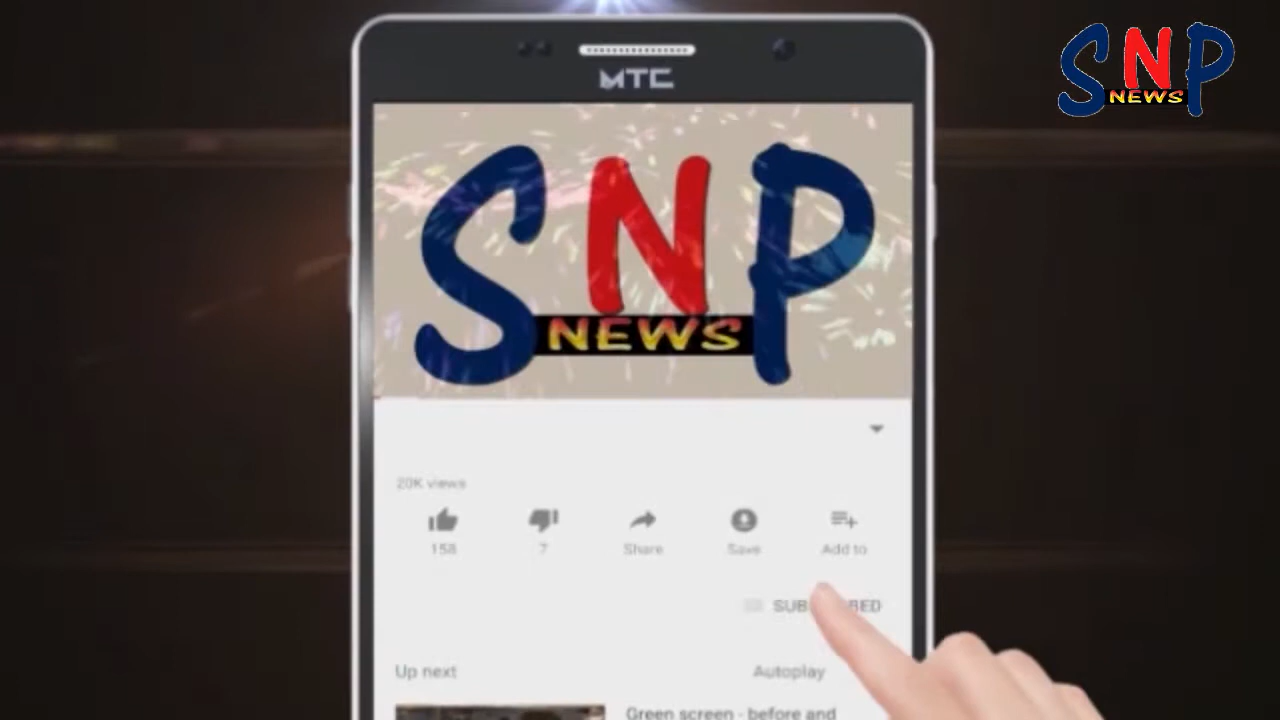 SNP
NEWS
MTC
SNP
NEWS
20K views
158
7
Share
Save
Add to
Up next
Autoplay
Green screen - before and